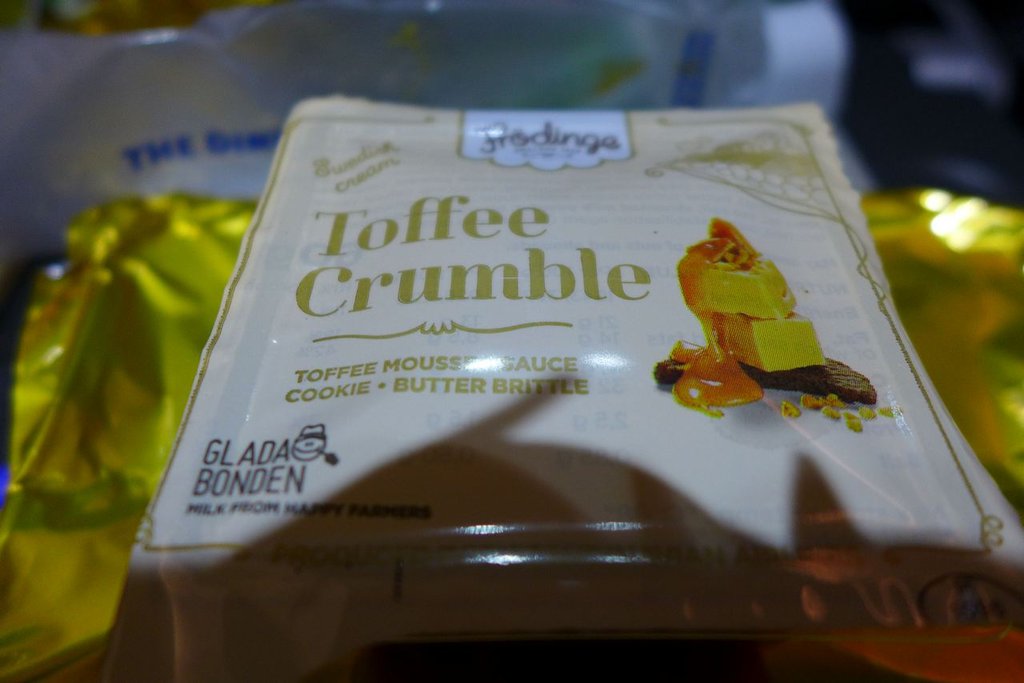 THE
frödinge
Swedish
cream
Toffee
Crumble
TOFFEE MOUSSE SAUCE
COOKIE • BUTTER BRITTLE
GLADA
BONDEN
MILK FROM HAPPY FARMERS